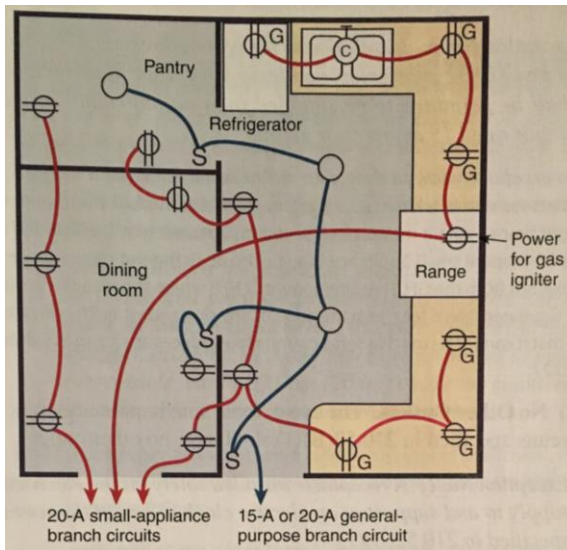 G
G
C
Pantry
Refrigerator
S
G
Power
for gas
igniter
Range
Dining
room
S
G
G
S
G
20-A small-appliance
branch circuits
15-A or 20-A general-
purpose branch circuit